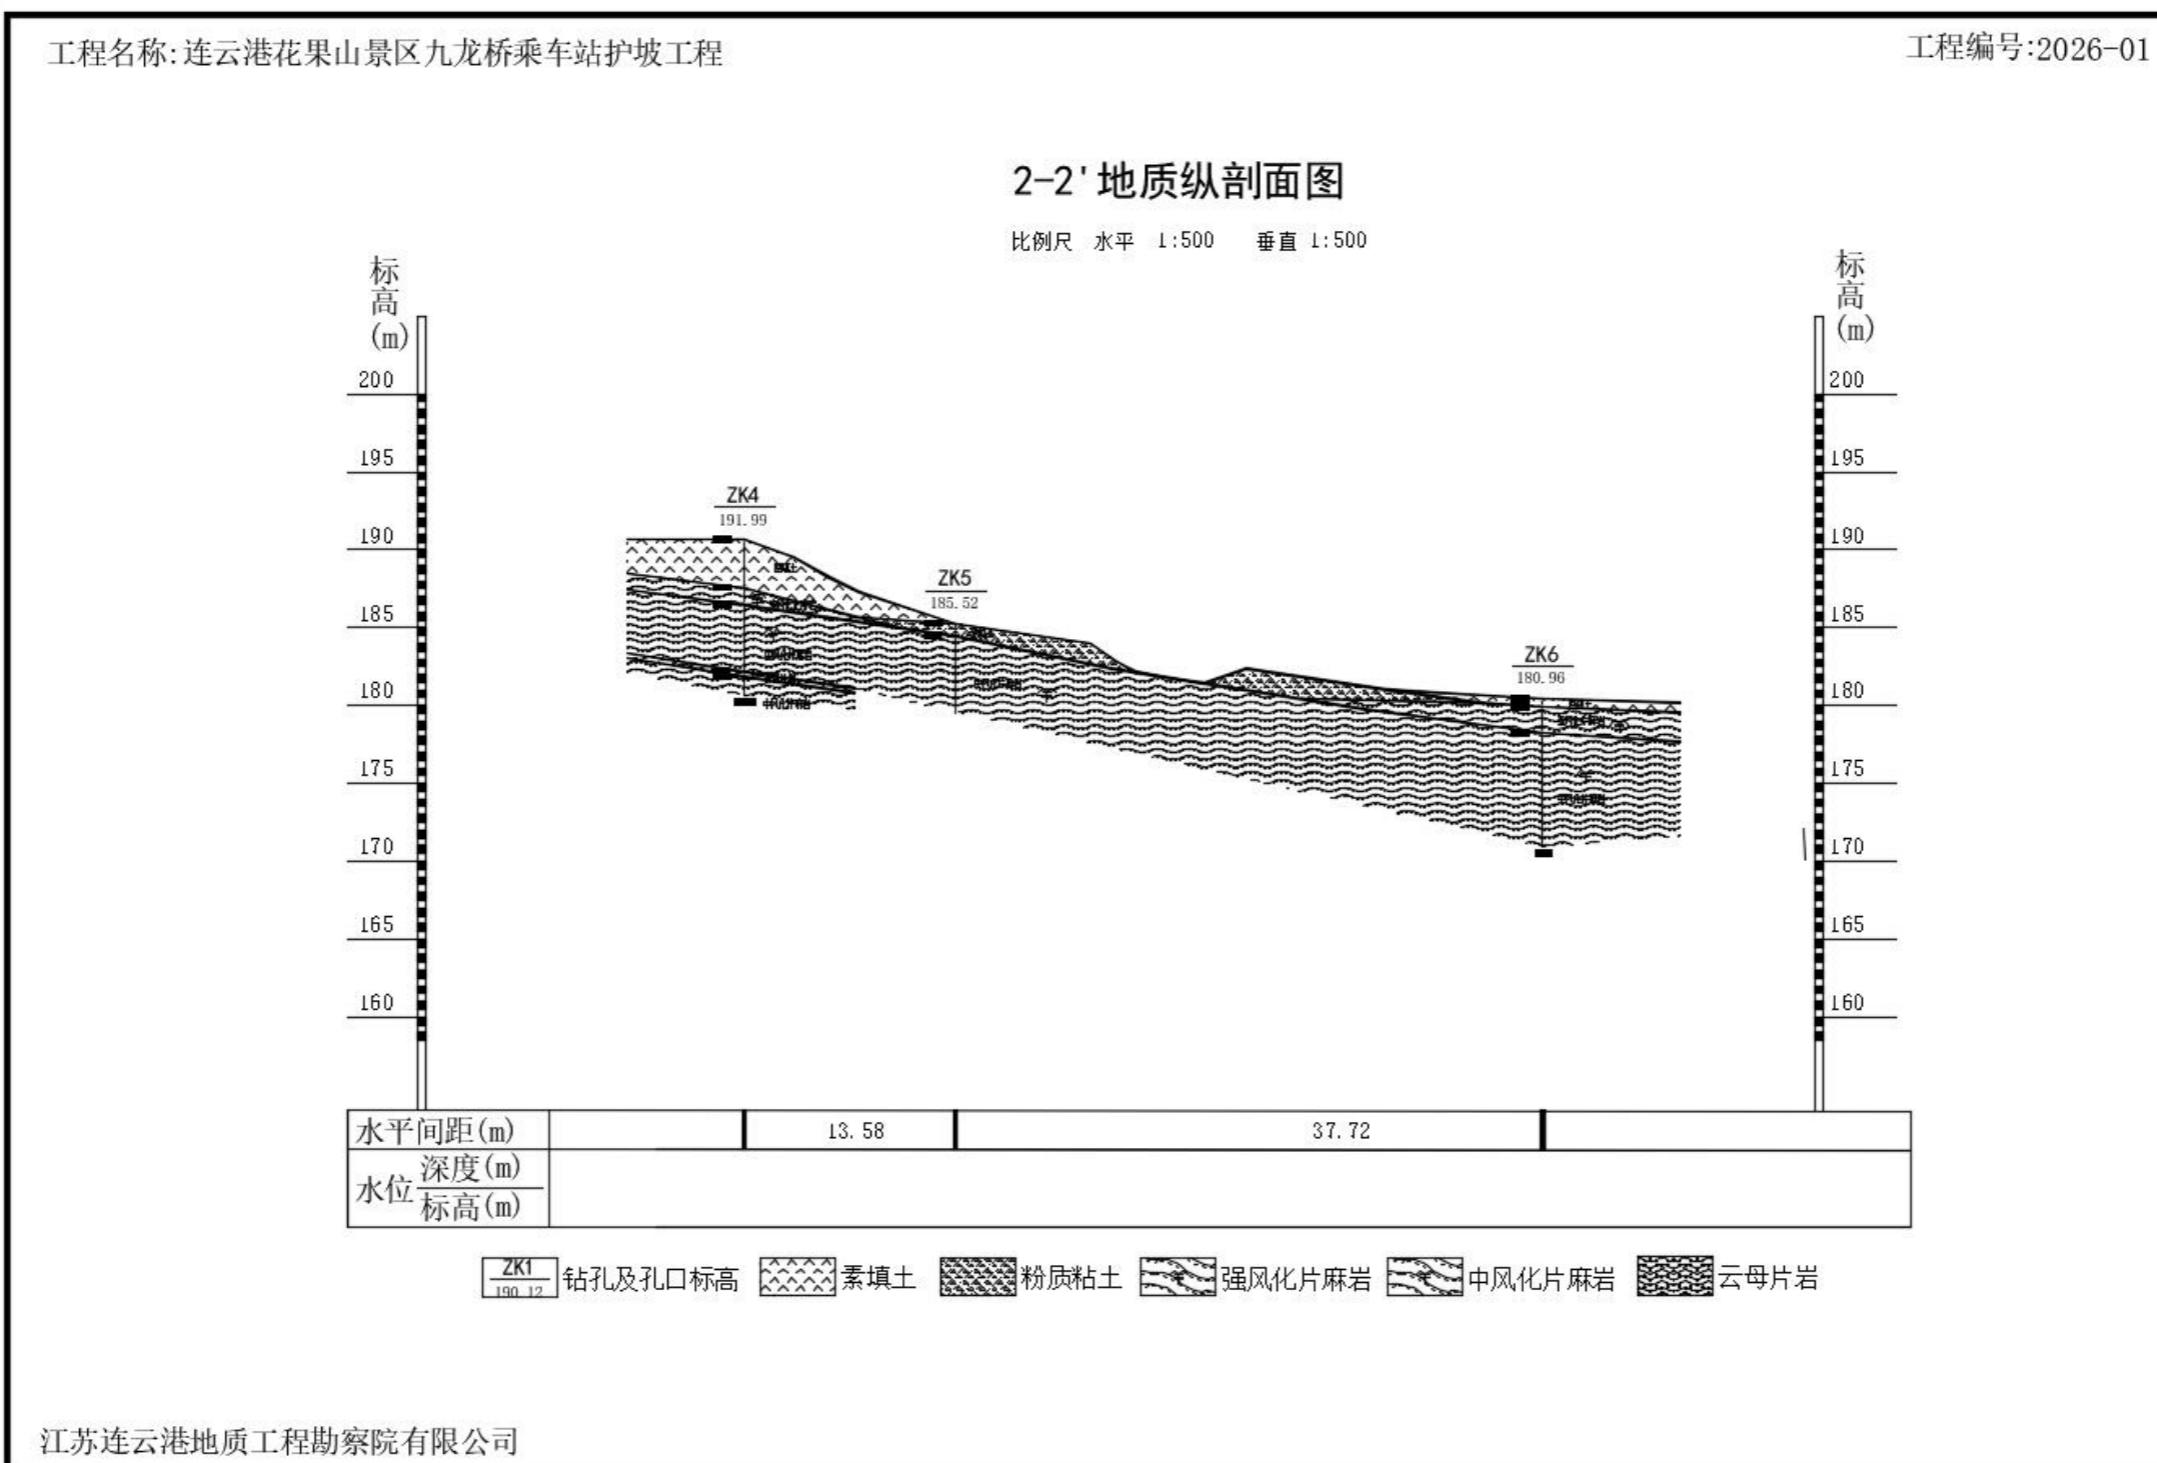 工程名称:连云港花果山景区九龙桥乘车站护坡工程
工程编号:2026-01
2-2'地质纵剖面图
比例尺 水平 1:500 垂直 1:500
标高(m)
标高(m)
200
200
195
195
ZK4
191.99
190
190
ZK5
185.52
185
185
ZK6
180.96
180
180
175
175
170
170
165
165
160
160
水平间距(m) 13.58 37.72
水位 深度(m)
标高(m)
ZK1
190.12
钻孔及孔口标高 素填土 粉质粘土 强风化片麻岩 中风化片麻岩 云母片岩
江苏连云港地质工程勘察院有限公司